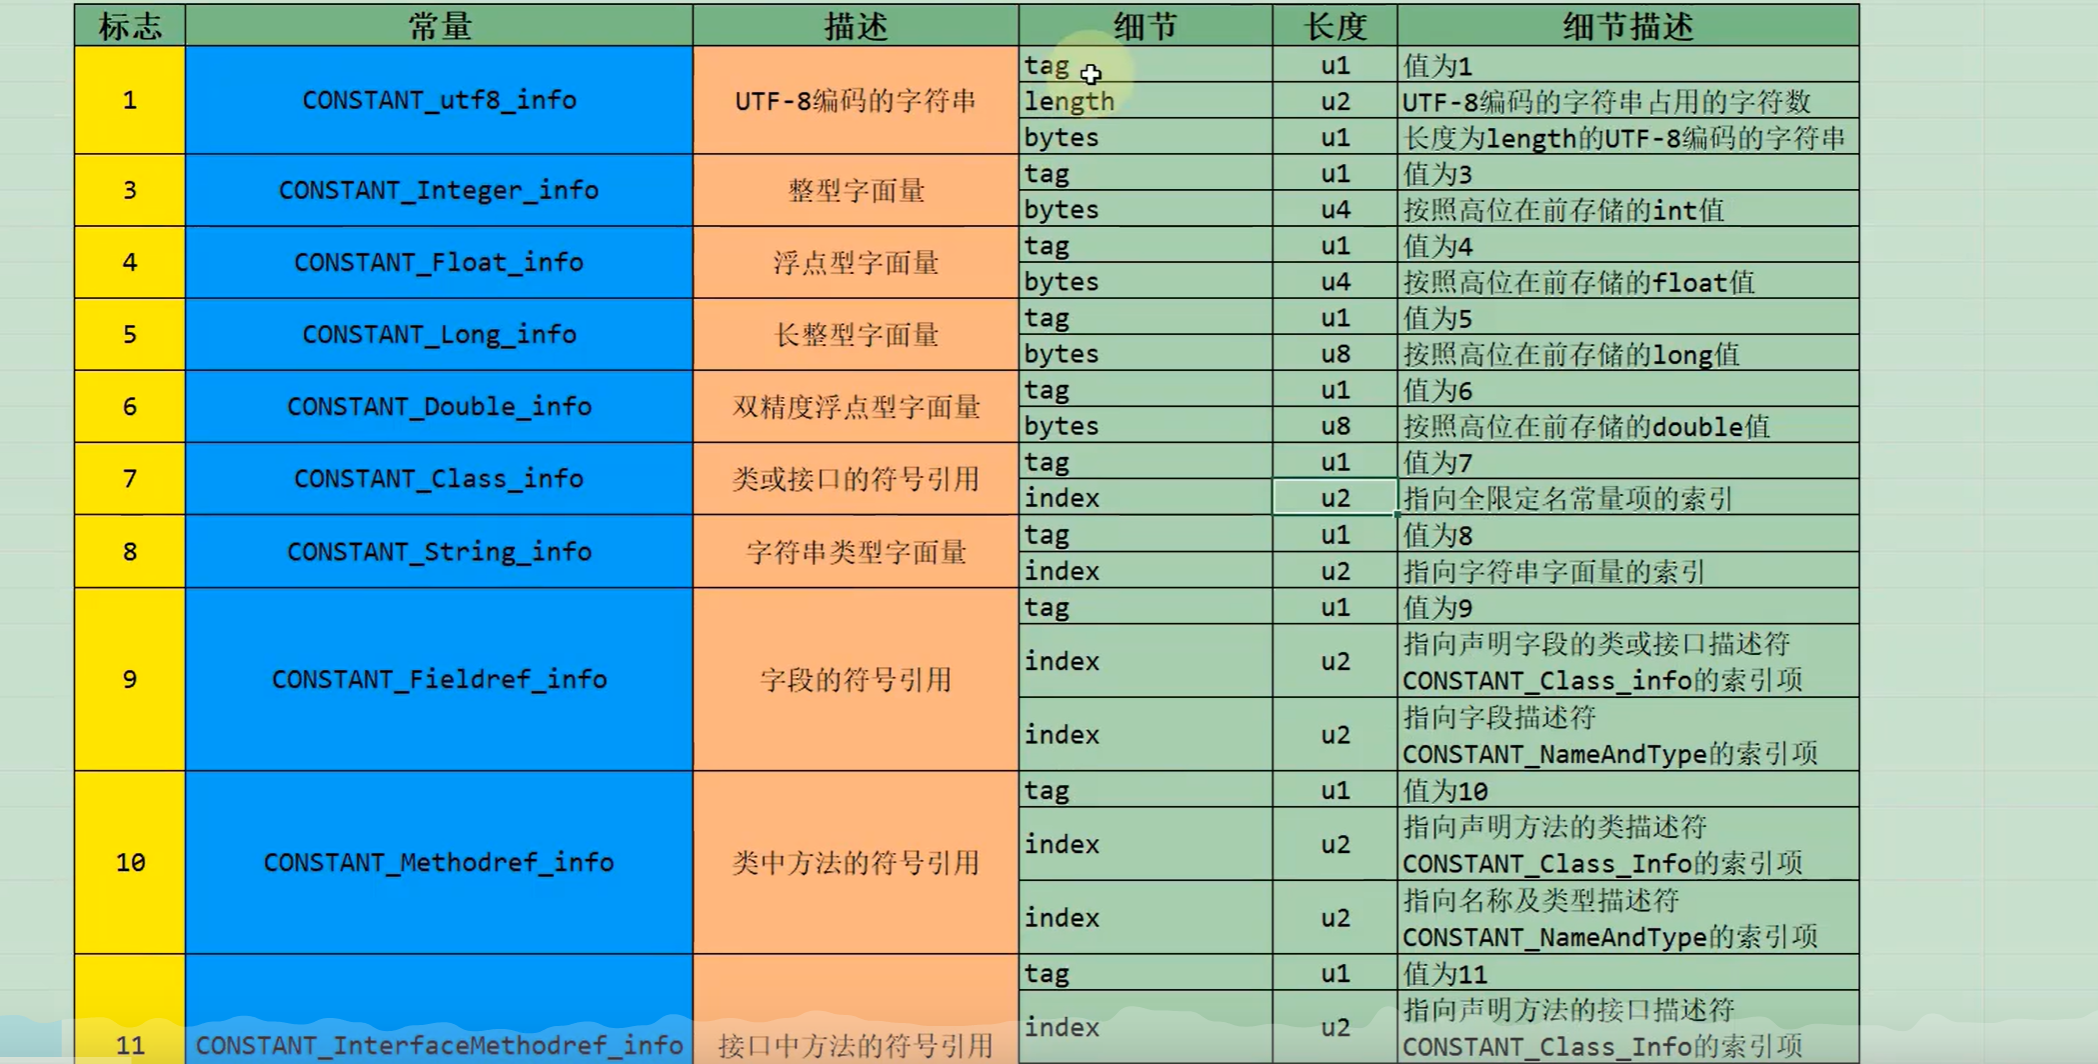 标志 常量 描述 细节 长度 细节描述
1 CONSTANT_utf8_info UTF-8编码的字符串
tag u1 值为1
length u2 UTF-8编码的字符串占用的字符数
bytes u1 长度为length的UTF-8编码的字符串
3 CONSTANT_Integer_info 整型字面量
tag u1 值为3
bytes u4 按照高位在前存储的int值
4 CONSTANT_Float_info 浮点型字面量
tag u1 值为4
bytes u4 按照高位在前存储的float值
5 CONSTANT_Long_info 长整型字面量
tag u1 值为5
bytes u8 按照高位在前存储的long值
6 CONSTANT_Double_info 双精度浮点型字面量
tag u1 值为6
bytes u8 按照高位在前存储的double值
7 CONSTANT_Class_info 类或接口的符号引用
tag u1 值为7
index u2 指向全限定名常量项的索引
8 CONSTANT_String_info 字符串类型字面量
tag u1 值为8
index u2 指向字符串字面量的索引
9 CONSTANT_Fieldref_info 字段的符号引用
tag u1 值为9
index u2 指向声明字段的类或接口描述符
CONSTANT_Class_info的索引项
index u2 指向字段描述符
CONSTANT_NameAndType的索引项
10 CONSTANT_Methodref_info 类中方法的符号引用
tag u1 值为10
index u2 指向声明方法的类描述符
CONSTANT_Class_Info的索引项
index u2 指向名称及类型描述符
CONSTANT_NameAndType的索引项
11 CONSTANT_InterfaceMethodref_info 接口中方法的符号引用
tag u1 值为11
index u2 指向声明方法的接口描述符
CONSTANT_Class_Info的索引项